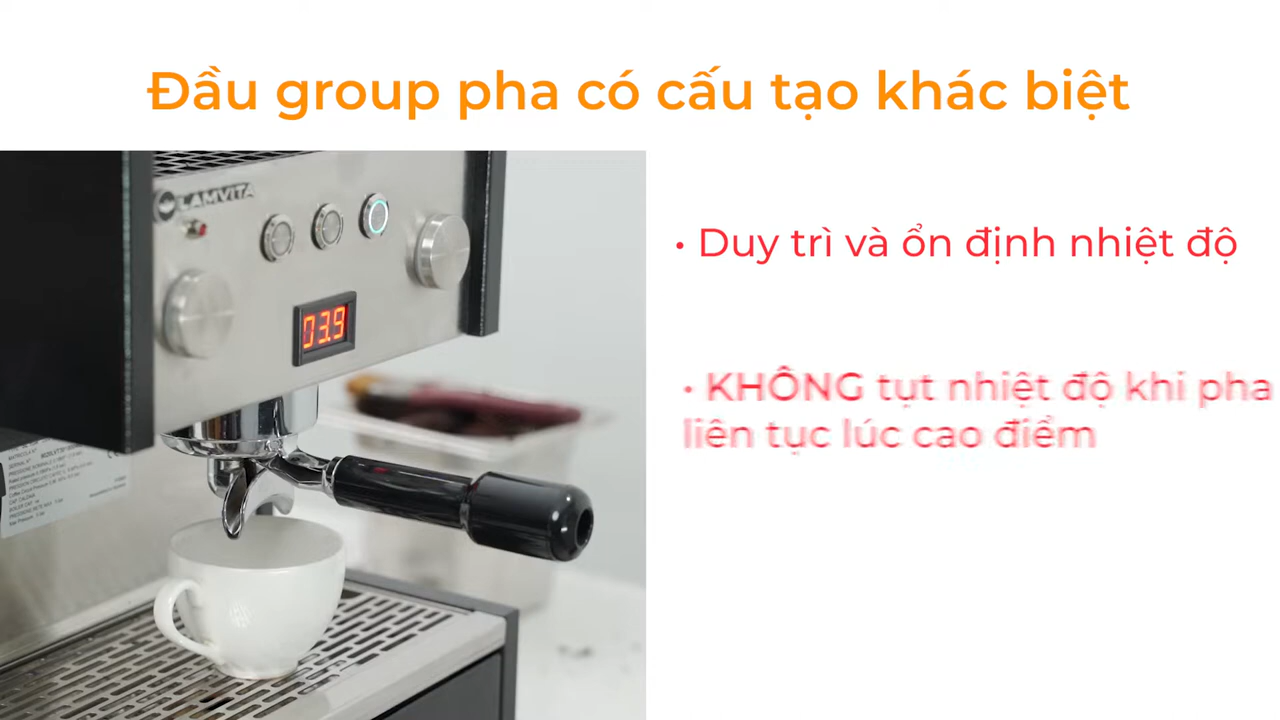 Đầu group pha có cấu tạo khác biệt
LAMVITA
03.9
• Duy trì và ổn định nhiệt độ
• KHÔNG tụt nhiệt độ khi pha
liên tục lúc cao điểm